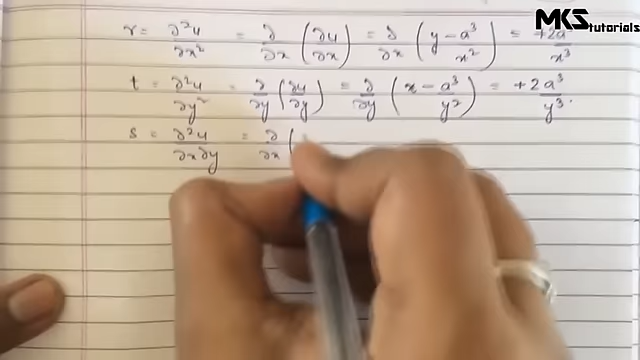 MKS tutorials
r = ∂²u/∂x² = ∂/∂x (∂u/∂x) = ∂/∂x (y - a³/x²) = +2a³/x³
t = ∂²u/∂y² = ∂/∂y (∂u/∂y) = ∂/∂y (x - a³/y²) = +2a³/y³.
s = ∂²u/∂x∂y = ∂/∂x (